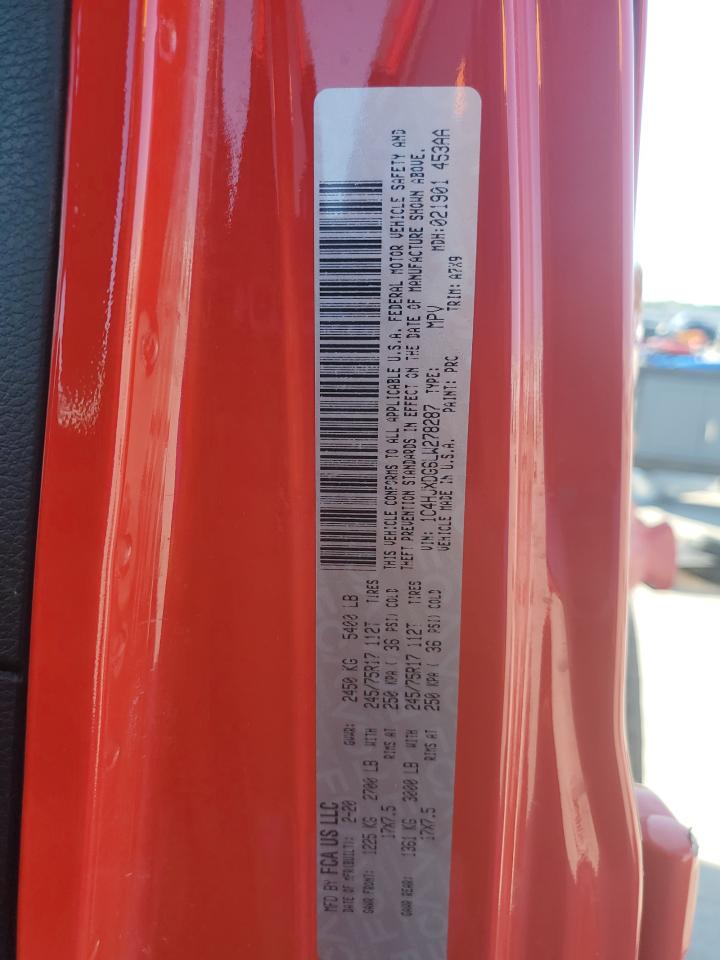 MFD BY FCA US LLC
DATE OF MFR(BUILT): 2-20 GVWR: 2450 KG 5400 LB
GAWR FRONT: 1225 KG 2700 LB WITH 245/75R17 112T TIRES
17X7.5 RIMS AT 250 KPA ( 36 PSI) COLD
GAWR REAR: 1361 KG 3000 LB WITH 245/75R17 112T TIRES
17X7.5 RIMS AT 250 KPA ( 36 PSI) COLD
THIS VEHICLE CONFORMS TO ALL APPLICABLE U.S.A. FEDERAL MOTOR VEHICLE SAFETY AND
THEFT PREVENTION STANDARDS IN EFFECT ON THE DATE OF MANUFACTURE SHOWN ABOVE.
VIN: 1C4HJXDG6LW278287 TYPE: MPV MDH:021901 453AA
VEHICLE MADE IN U.S.A. PAINT: PRC TRIM: A7X9